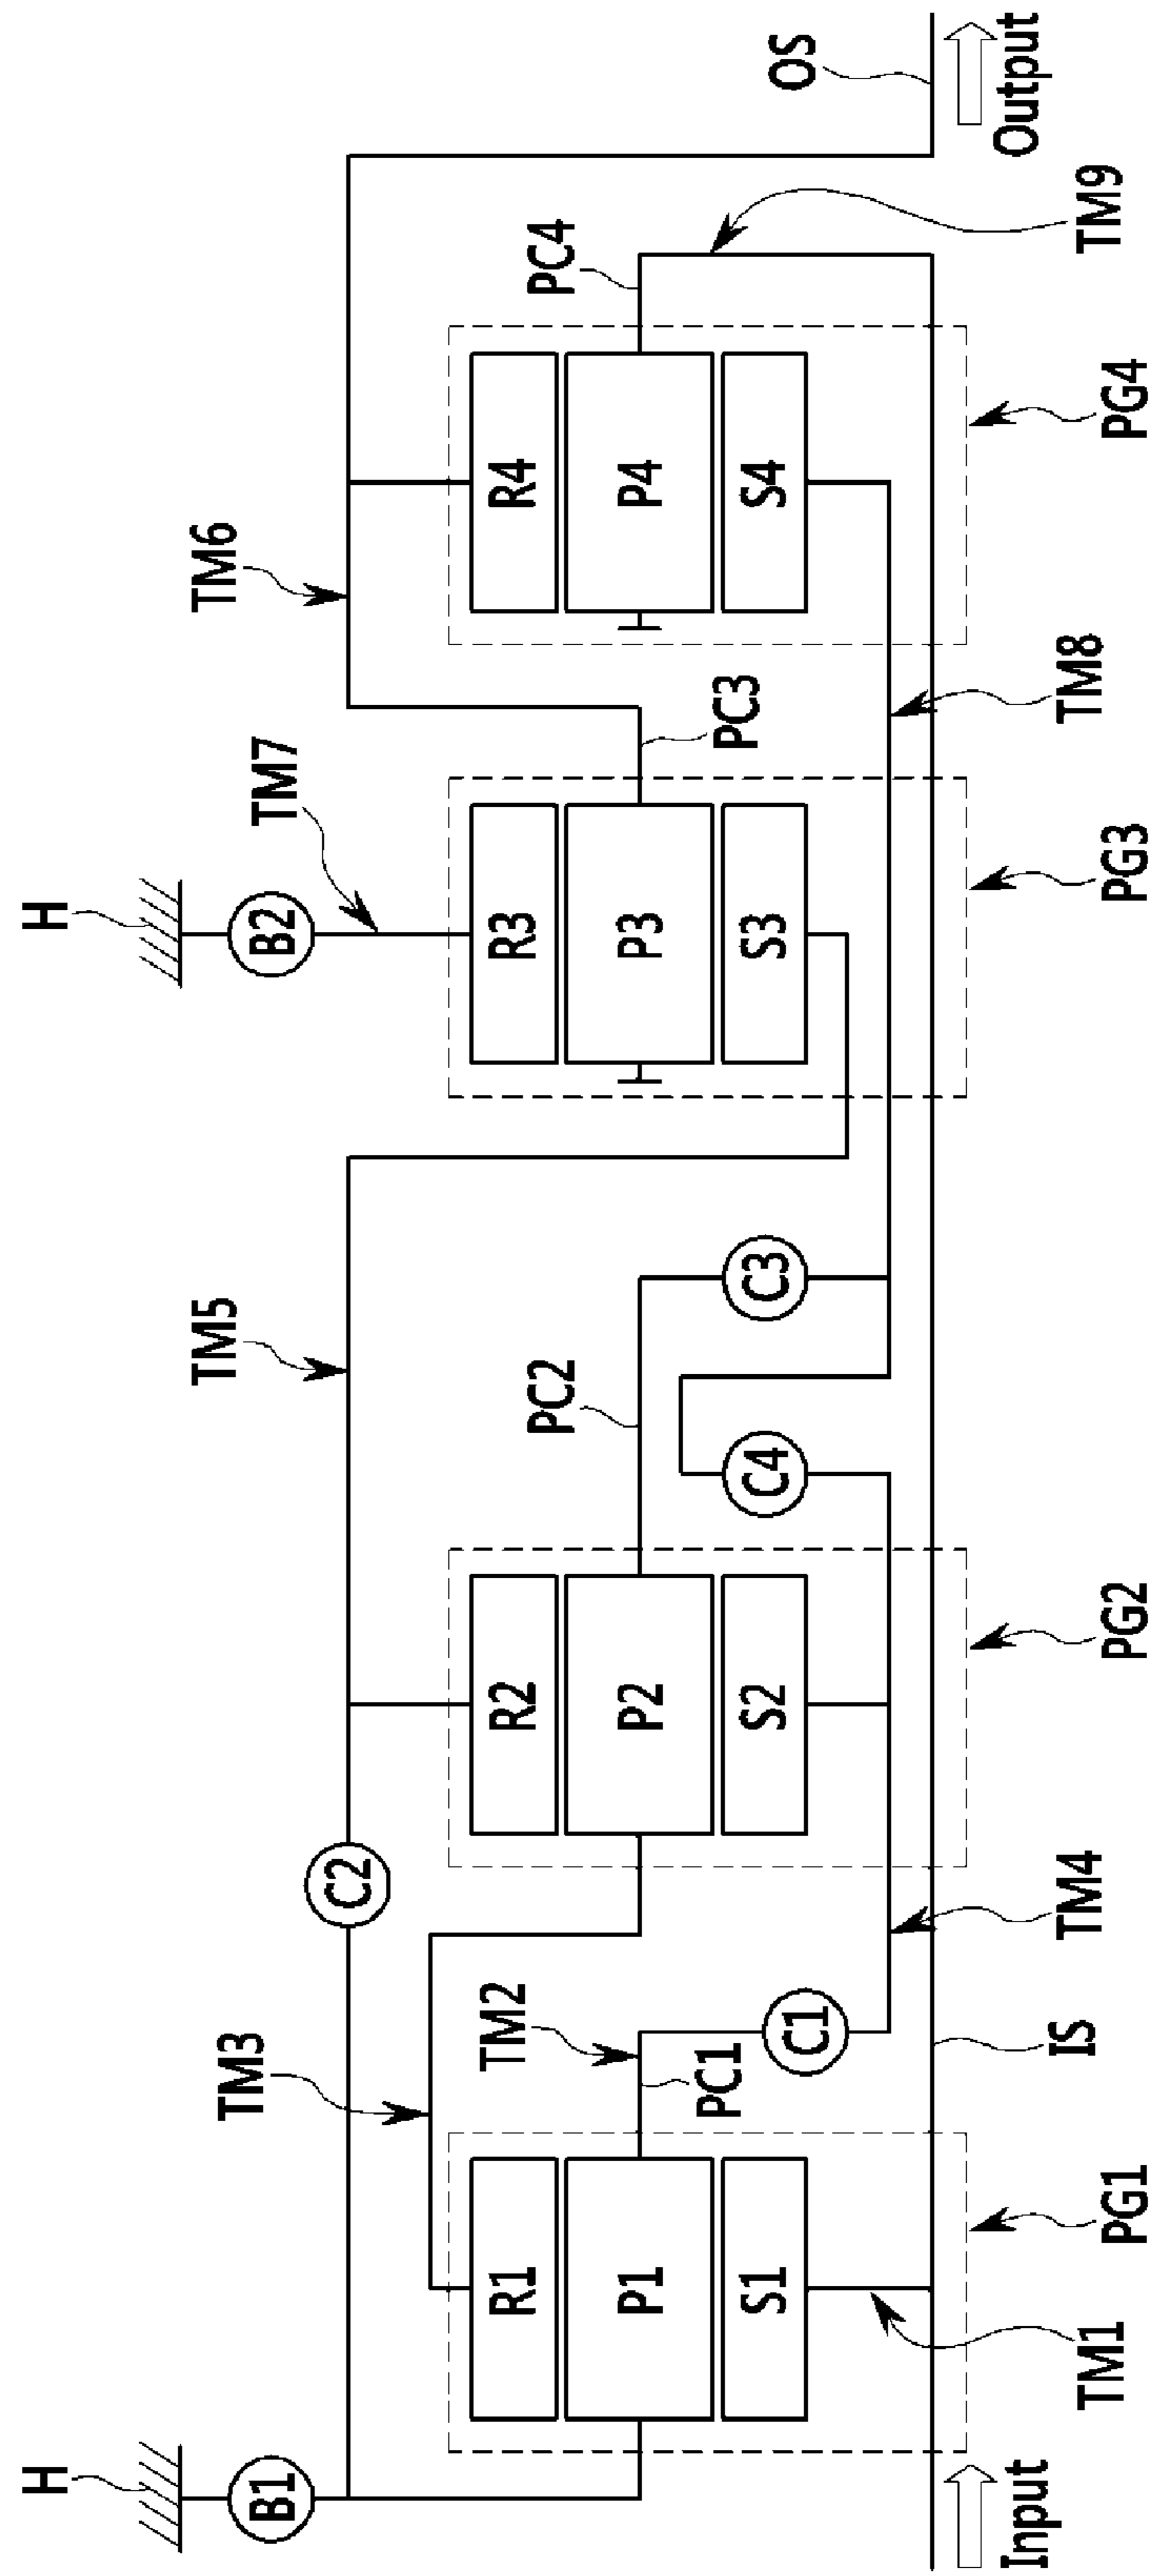 H
H
B1
B2
TM3
TM5
TM7
TM6
C2
OS
TM2
PC2
PC4
R1
R2
R3
R4
P1
P2
P3
P4
PC1
PC3
S1
S2
C4
C3
S3
S4
C1
Input
Output
TM1
IS
TM4
TM8
TM9
PG1
PG2
PG3
PG4